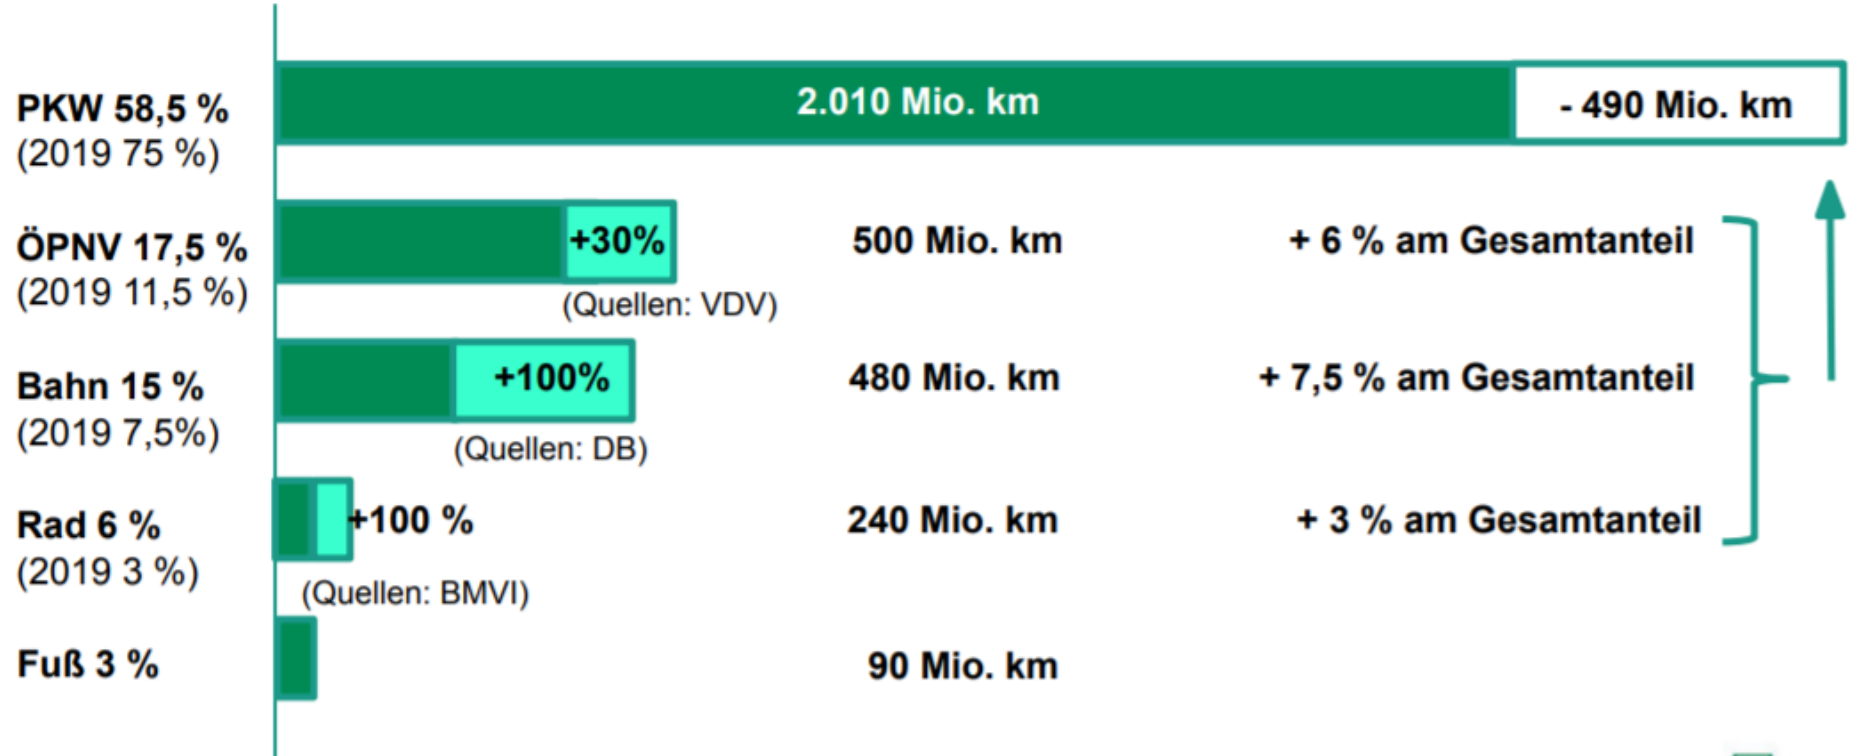 PKW 58,5 %
(2019 75 %)
2.010 Mio. km
- 490 Mio. km
ÖPNV 17,5 %
(2019 11,5 %)
+30%
(Quellen: VDV)
500 Mio. km
+ 6 % am Gesamtanteil
Bahn 15 %
(2019 7,5%)
+100%
(Quellen: DB)
480 Mio. km
+ 7,5 % am Gesamtanteil
Rad 6 %
(2019 3 %)
+100 %
(Quellen: BMVI)
240 Mio. km
+ 3 % am Gesamtanteil
Fuß 3 %
90 Mio. km